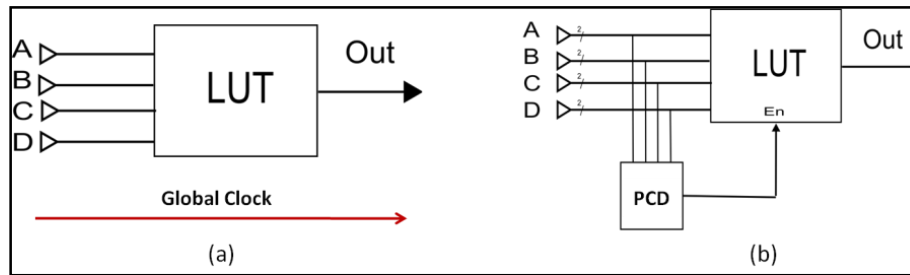 A
B
C
D
LUT
Out
Global Clock
(a)
A 2
B 2
C 2
D 2
LUT
En
Out
PCD
(b)